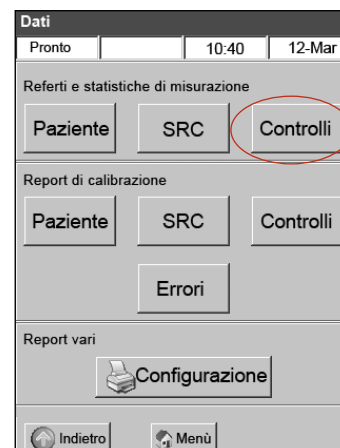 Dati
Pronto 10:40 12-Mar
Referti e statistiche di misurazione
Paziente SRC Controlli
Report di calibrazione
Paziente SRC Controlli
Errori
Report vari
Configurazione
Indietro Menù